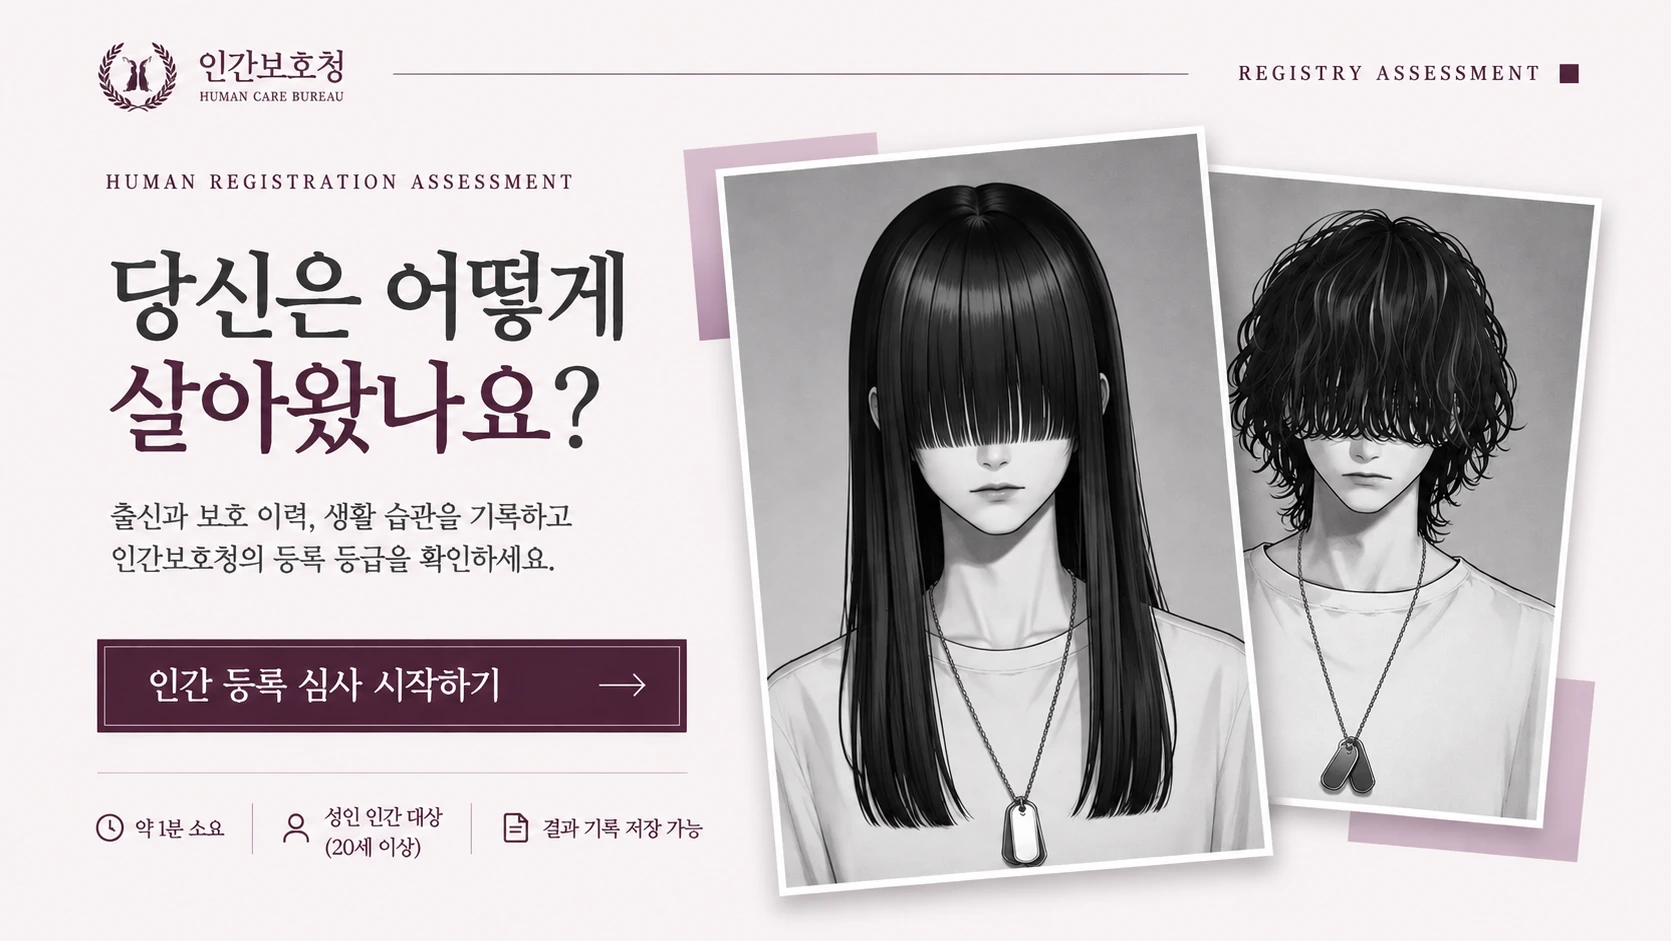 인간보호청
HUMAN CARE BUREAU
REGISTRY ASSESSMENT
HUMAN REGISTRATION ASSESSMENT
당신은 어떻게
살아왔나요?
출신과 보호 이력, 생활 습관을 기록하고
인간보호청의 등록 등급을 확인하세요.
인간 등록 심사 시작하기
약 1분 소요
성인 인간 대상
(20세 이상)
결과 기록 저장 가능